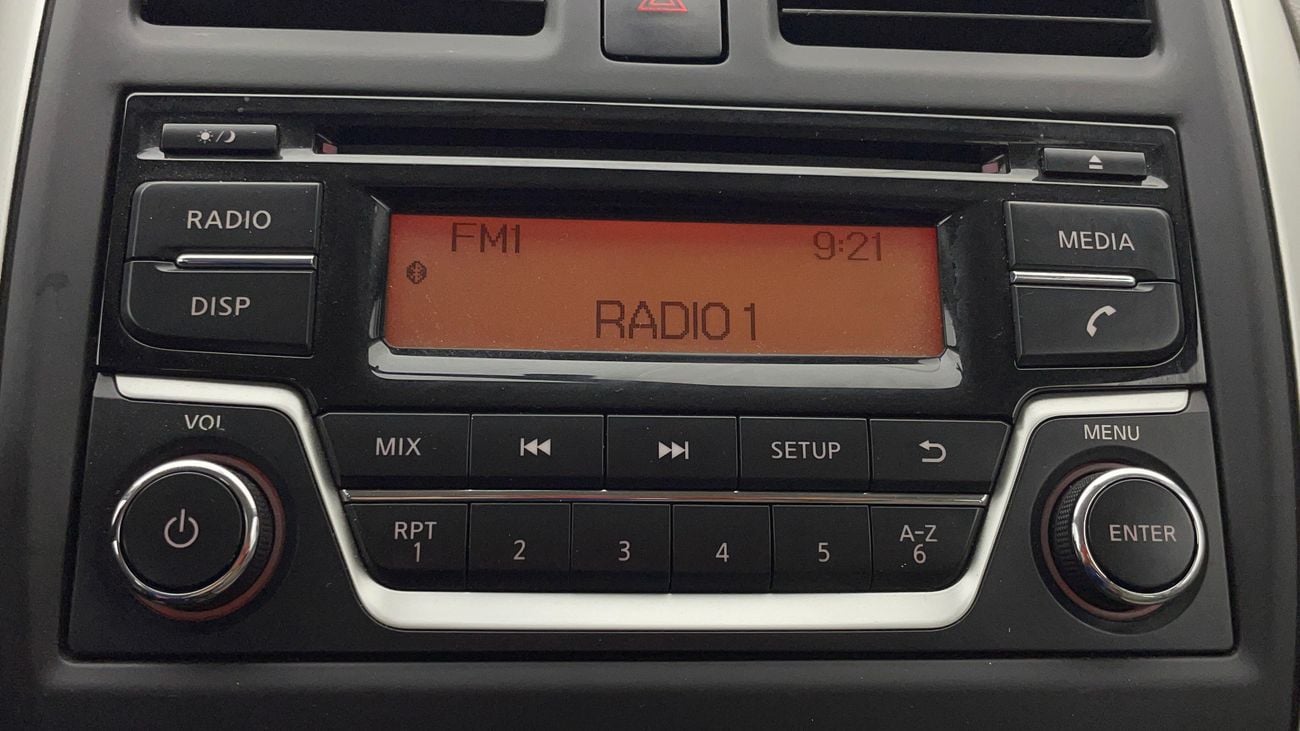 RADIO
DISP
FM1 9:21
RADIO 1
MEDIA
VOL
MIX
SETUP
MENU
RPT
1
2
3
4
5
A-Z
6
ENTER